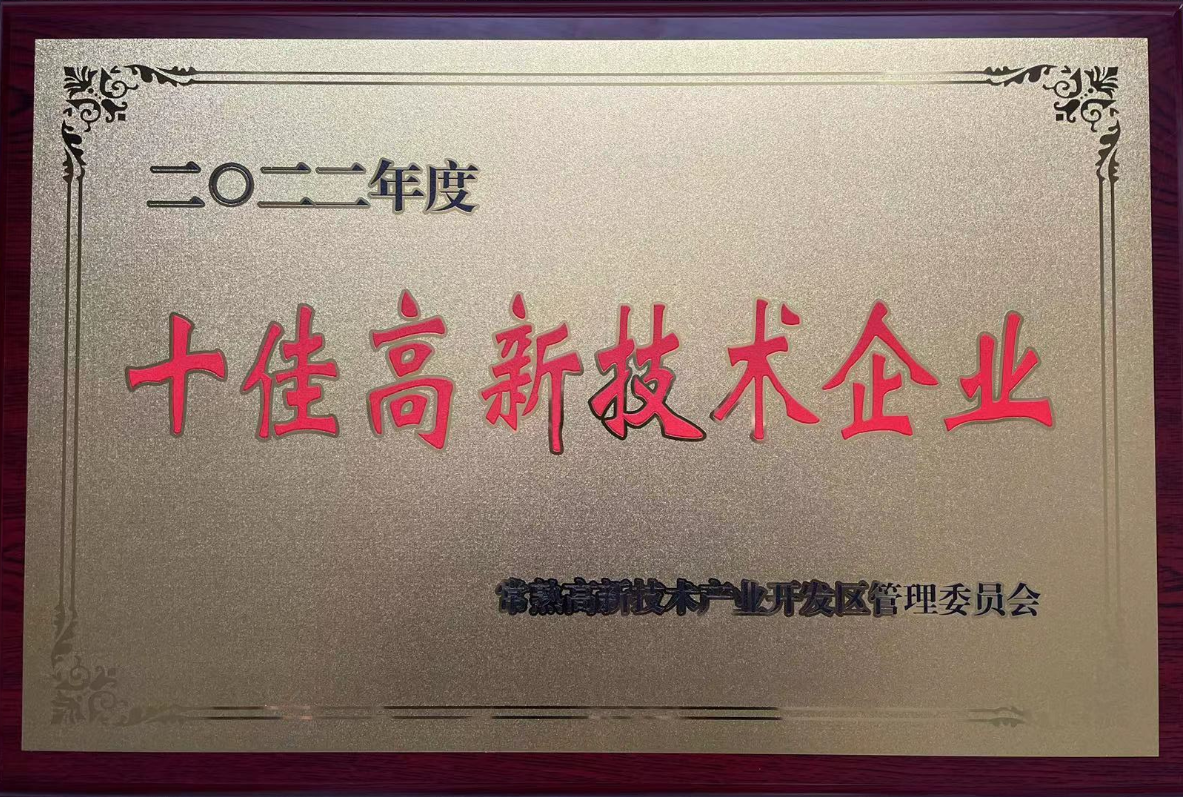 二〇二二年度
十佳高新技术企业
常熟高新技术产业开发区管理委员会